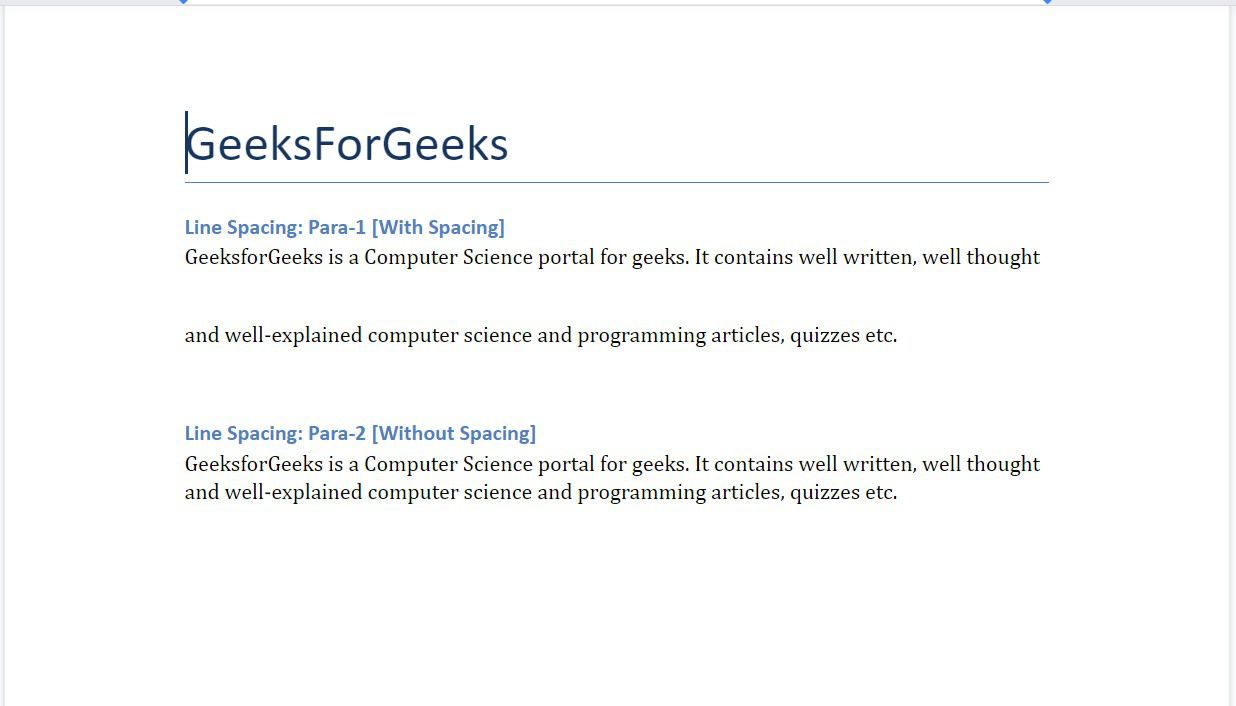 GeeksForGeeks
Line Spacing: Para-1 [With Spacing]
GeeksforGeeks is a Computer Science portal for geeks. It contains well written, well thought
and well-explained computer science and programming articles, quizzes etc.
Line Spacing: Para-2 [Without Spacing]
GeeksforGeeks is a Computer Science portal for geeks. It contains well written, well thought
and well-explained computer science and programming articles, quizzes etc.